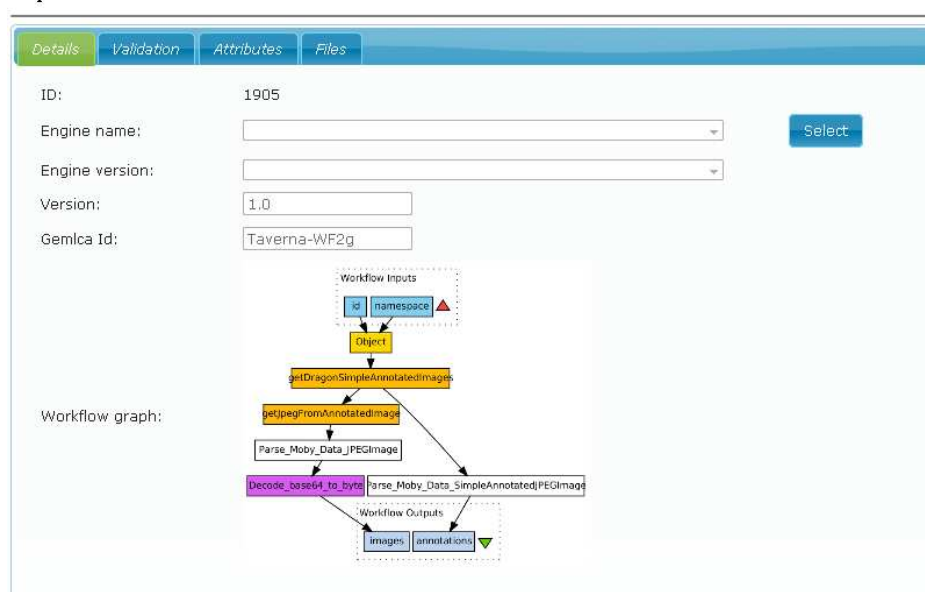 Details Validation Attributes Files
ID: 1905
Engine name: Select
Engine version:
Version: 1.0
Gemlca Id: Taverna-WF2g
Workflow Inputs
id namespace
Object
getDragonSimpleAnnotatedImages
getJpegFromAnnotatedImage
Parse_Moby_Data_JPEGImage
Workflow graph:
Decode_base64_to_byte Parse_Moby_Data_SimpleAnnotatedJPEGImage
Workflow Outputs
images annotations